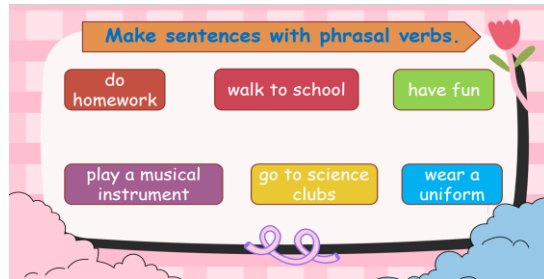 Make sentences with phrasal verbs.
do
homework
walk to school
have fun
play a musical
instrument
go to science
clubs
wear a
uniform